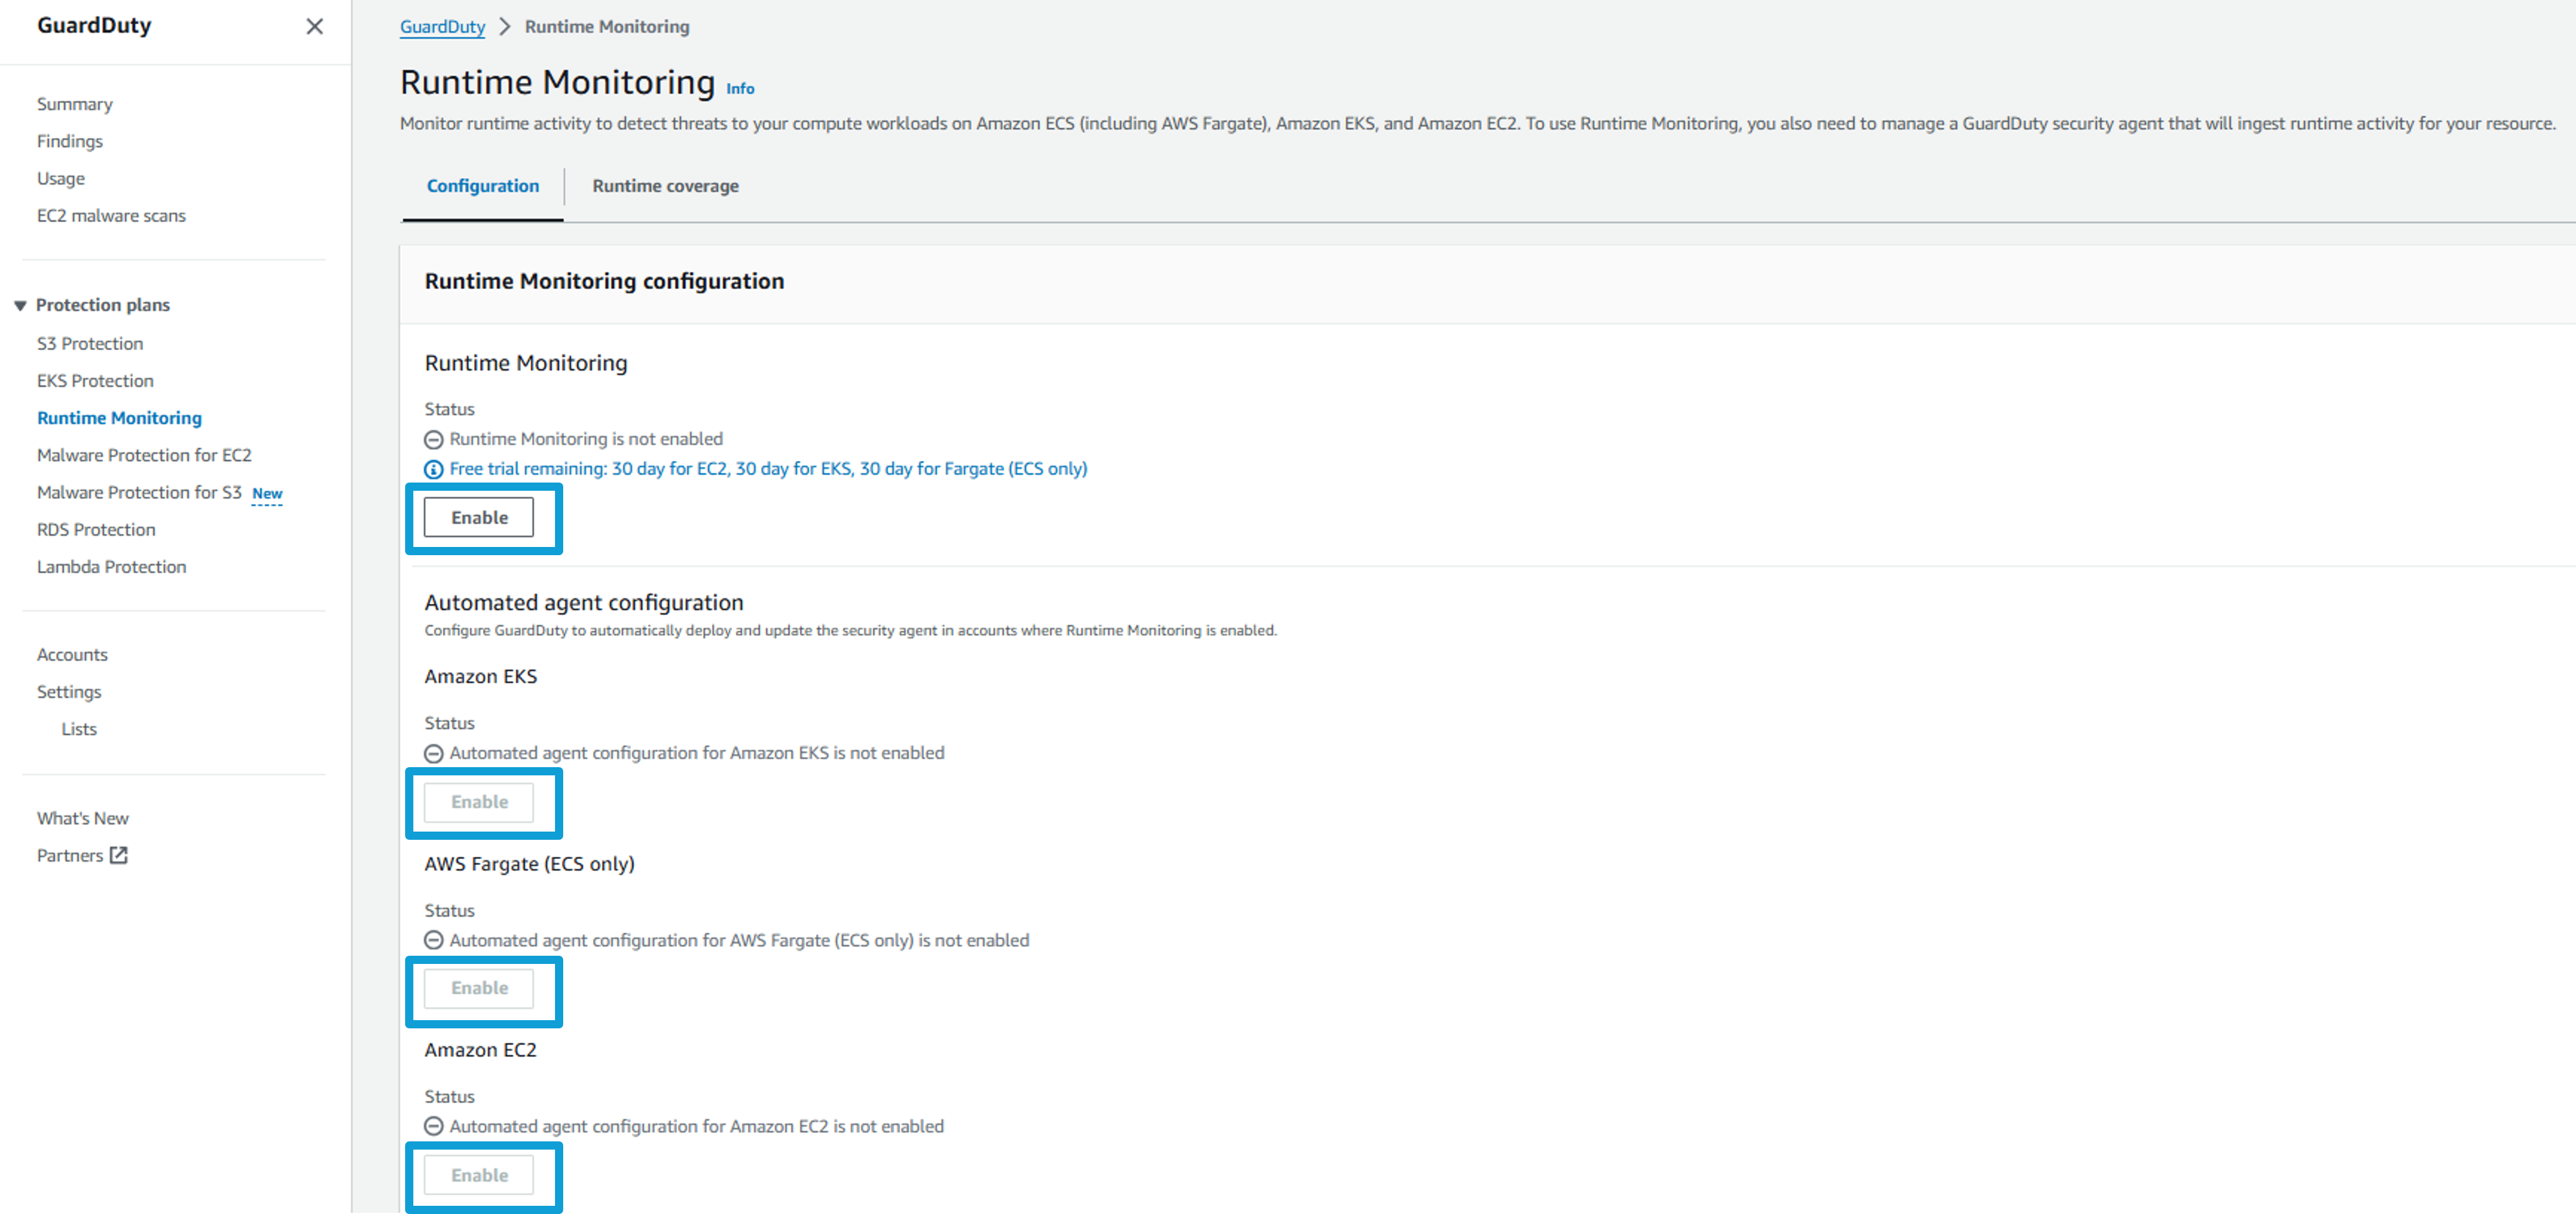 GuardDuty
Summary
Findings
Usage
EC2 malware scans
Protection plans
S3 Protection
EKS Protection
Runtime Monitoring
Malware Protection for EC2
Malware Protection for S3 New
RDS Protection
Lambda Protection
Accounts
Settings
Lists
What's New
Partners
GuardDuty > Runtime Monitoring
Runtime Monitoring Info
Monitor runtime activity to detect threats to your compute workloads on Amazon ECS (including AWS Fargate), Amazon EKS, and Amazon EC2. To use Runtime Monitoring, you also need to manage a GuardDuty security agent that will ingest runtime activity for your resource.
Configuration
Runtime coverage
Runtime Monitoring configuration
Runtime Monitoring
Status
Runtime Monitoring is not enabled
Free trial remaining: 30 day for EC2, 30 day for EKS, 30 day for Fargate (ECS only)
Enable
Automated agent configuration
Configure GuardDuty to automatically deploy and update the security agent in accounts where Runtime Monitoring is enabled.
Amazon EKS
Status
Automated agent configuration for Amazon EKS is not enabled
Enable
AWS Fargate (ECS only)
Status
Automated agent configuration for AWS Fargate (ECS only) is not enabled
Enable
Amazon EC2
Status
Automated agent configuration for Amazon EC2 is not enabled
Enable